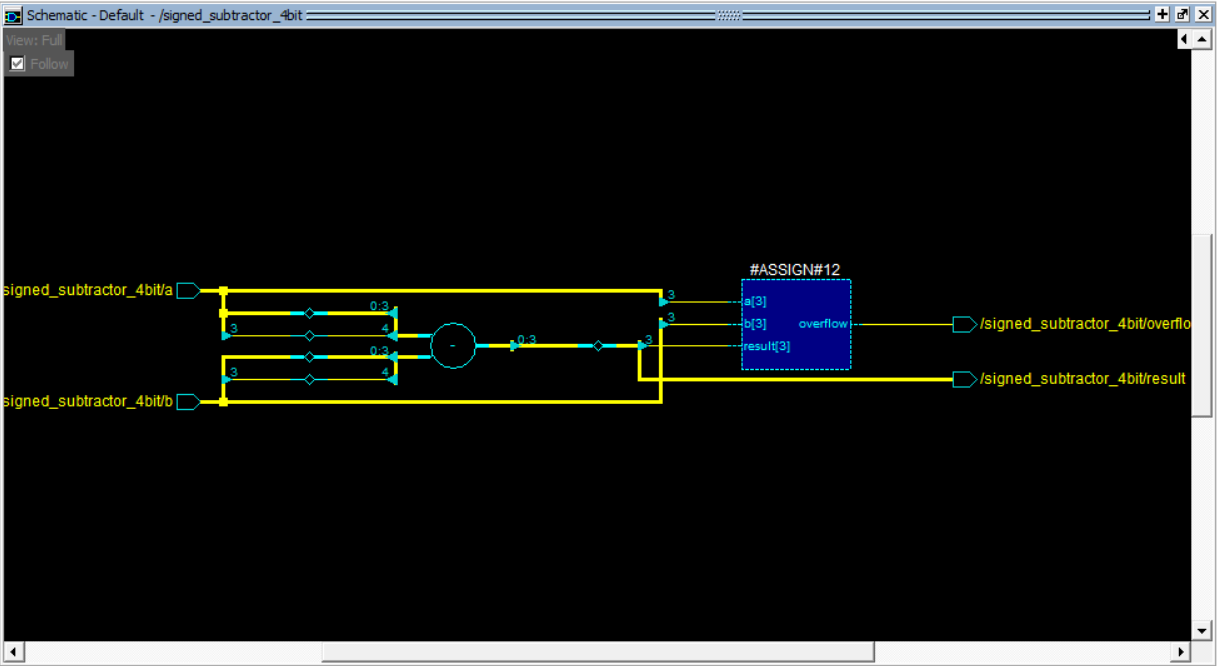 Schematic - Default - /signed_subtractor_4bit
View: Full
Follow
#ASSIGN#12
signed_subtractor_4bit/a
0:3
3
a[3]
3
4
3
b[3]
overflow
/signed_subtractor_4bit/overflo
-
0:3
3
result[3]
0:3
3
4
/signed_subtractor_4bit/result
signed_subtractor_4bit/b